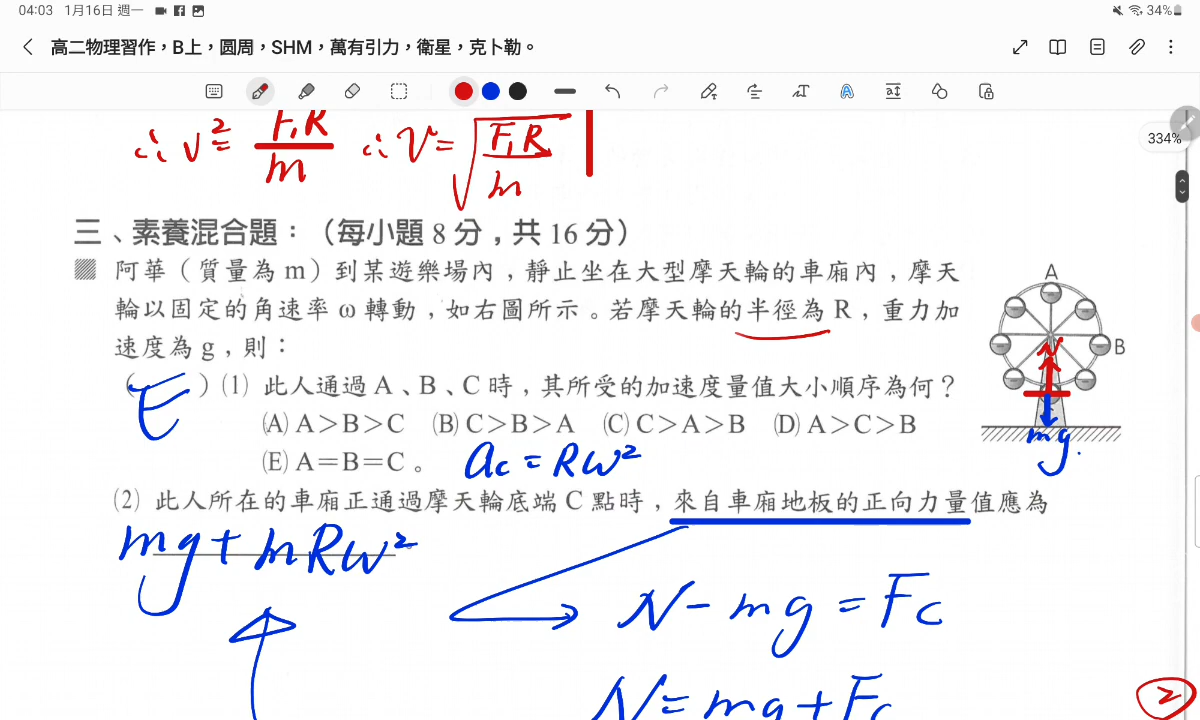 04:03 1月16日 週一 34%
高二物理習作，B上，圓周，SHM，萬有引力，衛星，克卜勒。
334%
∴ v² = F₁R/m ∴ v = √(F₁R/m)
三、素養混合題：（每小題 8 分，共 16 分）
阿華（質量為 m）到某遊樂場內，靜止坐在大型摩天輪的車廂內，摩天
輪以固定的角速率 ω 轉動，如右圖所示。若摩天輪的半徑為 R，重力加
速度為 g，則：
A
B
N
mg.
( E ) (1) 此人通過 A、B、C 時，其所受的加速度量值大小順序為何？
(A) A＞B＞C (B) C＞B＞A (C) C＞A＞B (D) A＞C＞B
(E) A＝B＝C。 ac = Rω²
(2) 此人所在的車廂正通過摩天輪底端 C 點時，來自車廂地板的正向力量值應為
mg + mRω²
N - mg = Fc
N = mg + Fc
2